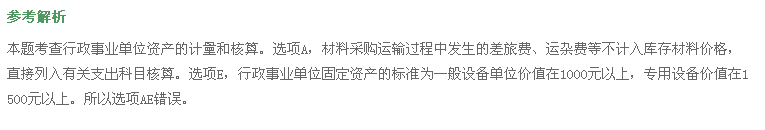 参考解析
本题考查行政事业单位资产的计量和核算。选项A，材料采购运输过程中发生的差旅费、运杂费等不计入库存材料价格，
直接列入有关支出科目核算。选项E，行政事业单位固定资产的标准为一般设备单位价值在1000元以上，专用设备价值在1
500元以上。所以选项AE错误。